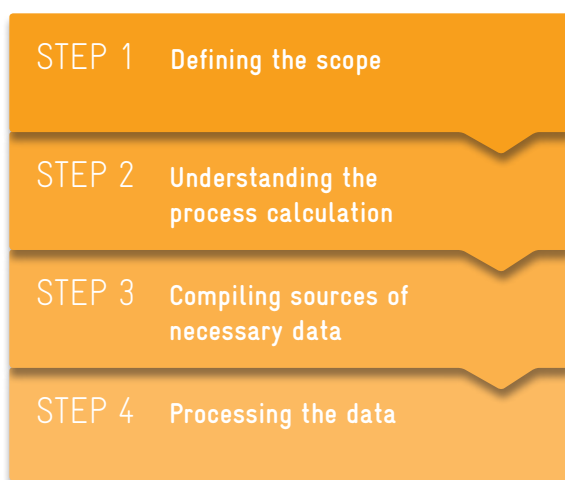 STEP 1 Defining the scope
STEP 2 Understanding the
process calculation
STEP 3 Compiling sources of
necessary data
STEP 4 Processing the data